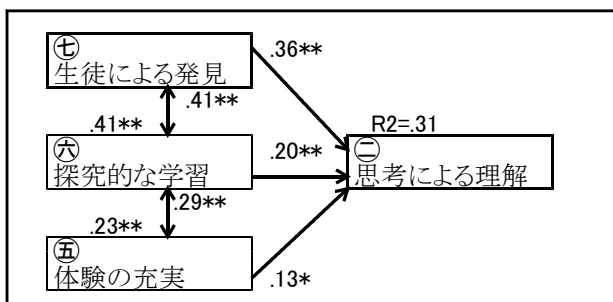 ㊆
生徒による発見
.36**
.41**
.41**
R2=.31
㊅
探究的な学習
.20**
㊁
思考による理解
.29**
.23**
㊄
体験の充実
.13*